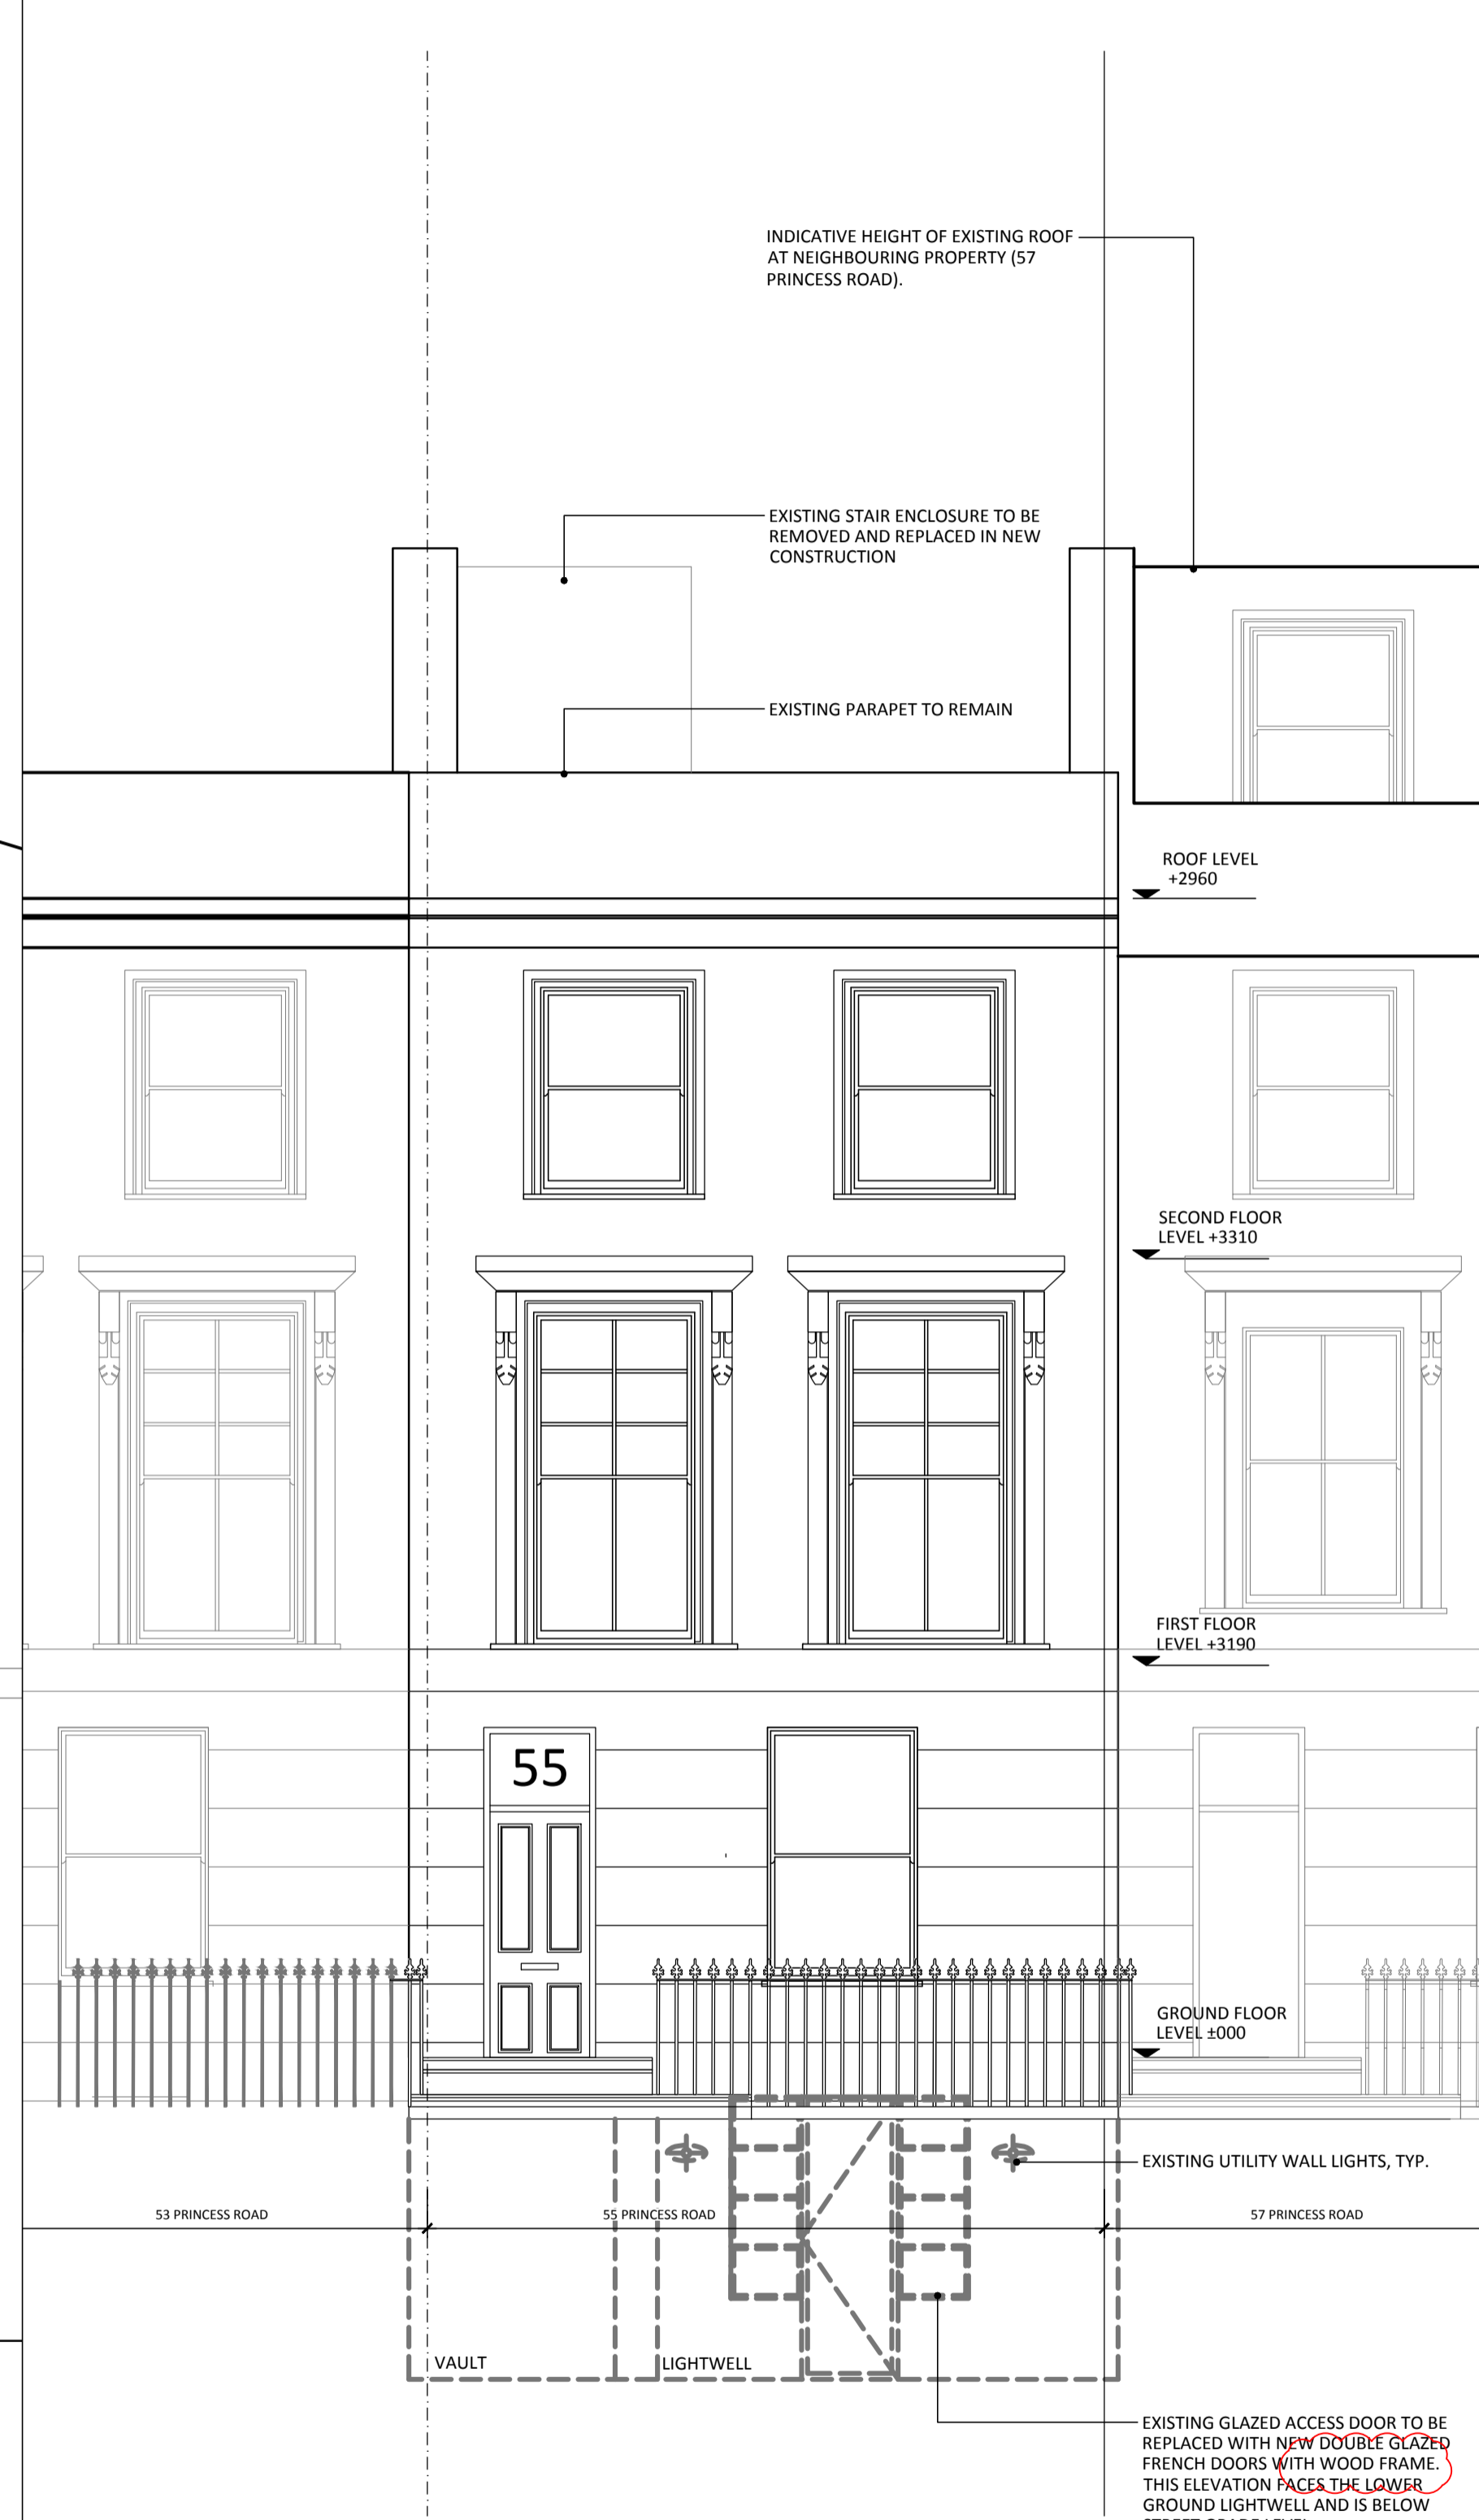 INDICATIVE HEIGHT OF EXISTING ROOF
AT NEIGHBOURING PROPERTY (57
PRINCESS ROAD).
EXISTING STAIR ENCLOSURE TO BE
REMOVED AND REPLACED IN NEW
CONSTRUCTION
EXISTING PARAPET TO REMAIN
ROOF LEVEL
+2960
SECOND FLOOR
LEVEL +3310
FIRST FLOOR
LEVEL +3190
55
GROUND FLOOR
LEVEL ±000
EXISTING UTILITY WALL LIGHTS, TYP.
53 PRINCESS ROAD
55 PRINCESS ROAD
57 PRINCESS ROAD
VAULT
LIGHTWELL
EXISTING GLAZED ACCESS DOOR TO BE
REPLACED WITH NEW DOUBLE GLAZED
FRENCH DOORS WITH WOOD FRAME.
THIS ELEVATION FACES THE LOWER
GROUND LIGHTWELL AND IS BELOW